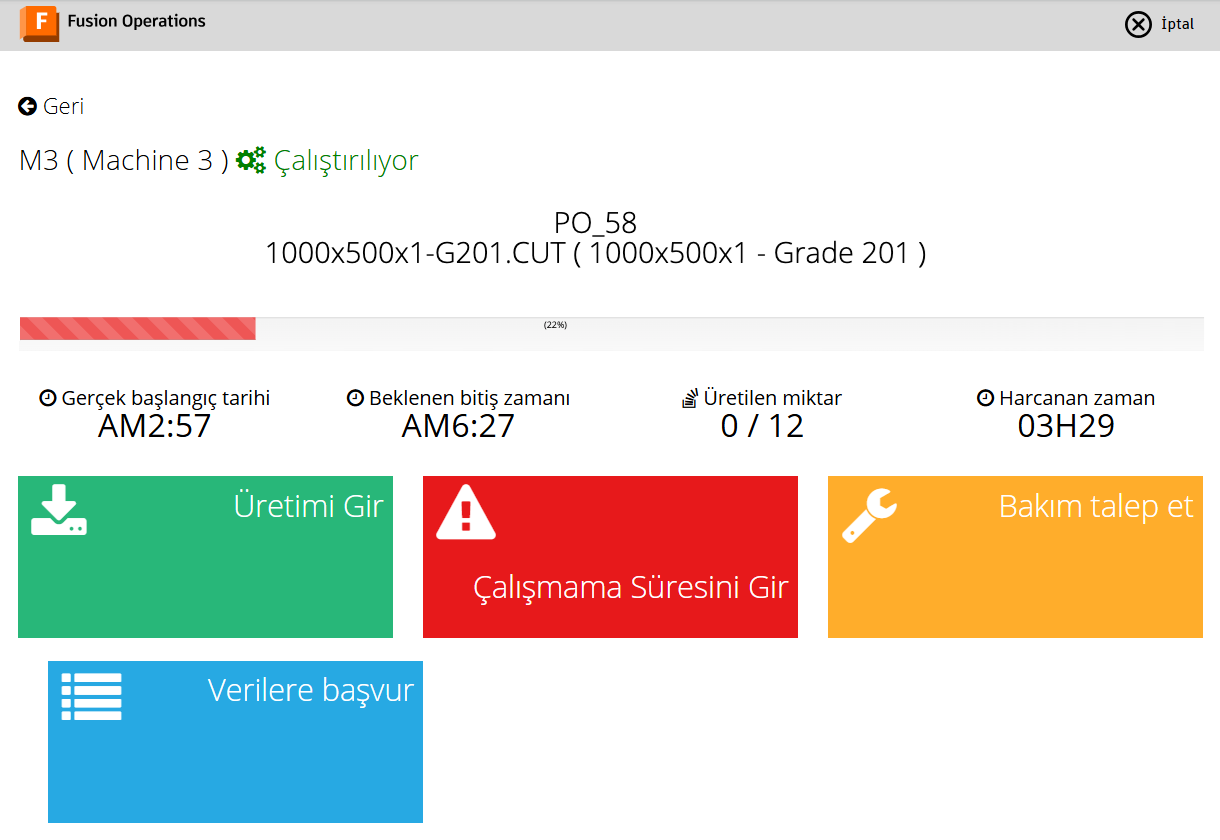 F Fusion Operations
İptal
Geri
M3 ( Machine 3 ) Çalıştırılıyor
PO_58
1000x500x1-G201.CUT ( 1000x500x1 - Grade 201 )
(22%)
Gerçek başlangıç tarihi
AM2:57
Beklenen bitiş zamanı
AM6:27
Üretilen miktar
0 / 12
Harcanan zaman
03H29
Üretimi Gir
Çalışmama Süresini Gir
Bakım talep et
Verilere başvur